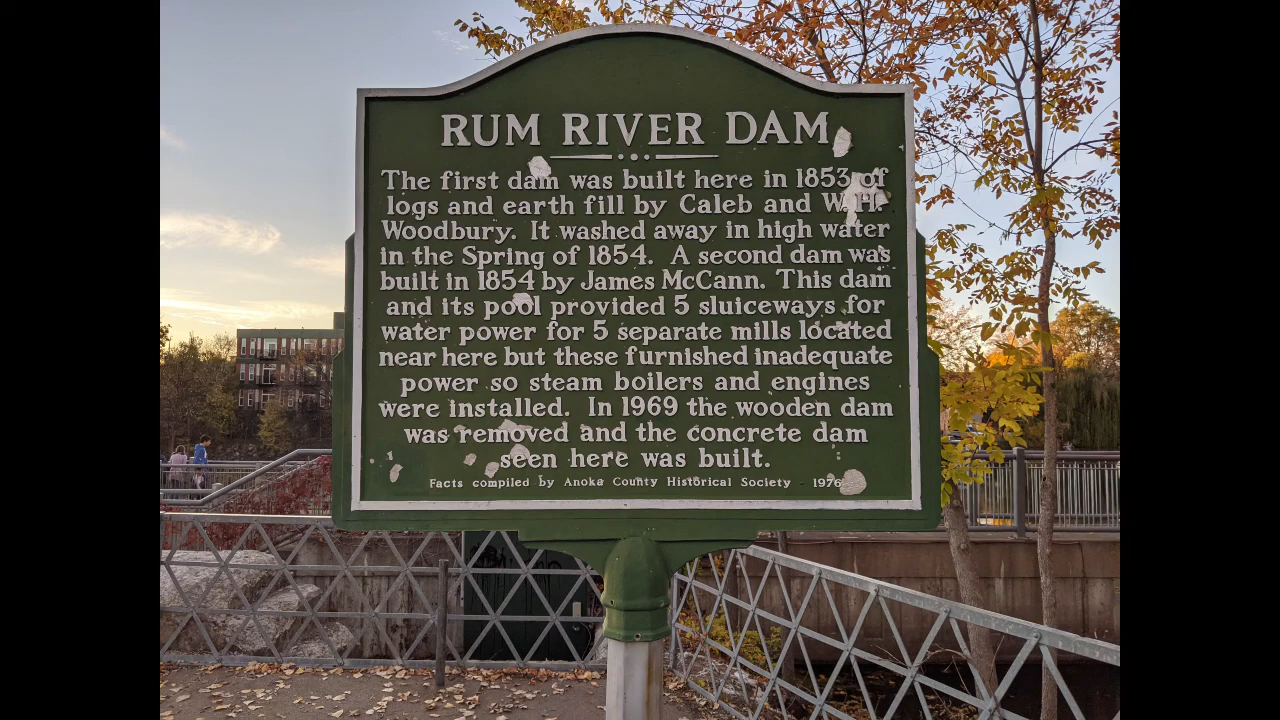 RUM RIVER DAM
The first dam was built here in 1853 of
logs and earth fill by Caleb and W.H.
Woodbury. It washed away in high water
in the Spring of 1854. A second dam was
built in 1854 by James McCann. This dam
and its pool provided 5 sluiceways for
water power for 5 separate mills located
near here but these furnished inadequate
power so steam boilers and engines
were installed. In 1969 the wooden dam
was removed and the concrete dam
seen here was built.
Facts compiled by Anoka County Historical Society - 1976